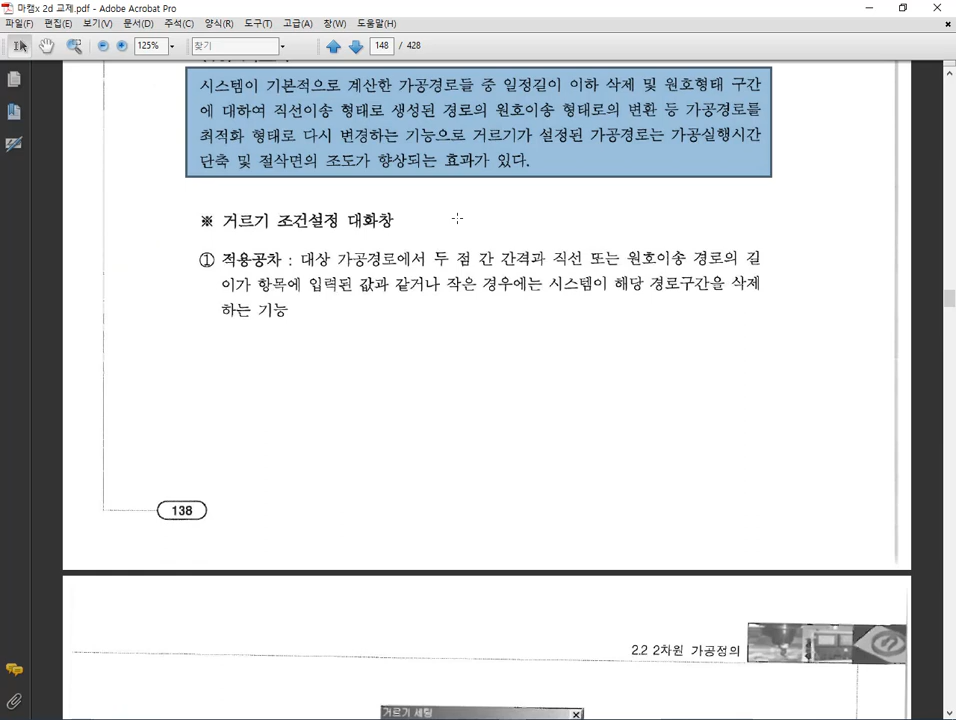 마캠x 2d 교제.pdf - Adobe Acrobat Pro
파일(F) 편집(E) 보기(V) 문서(D) 주석(C) 양식(R) 도구(T) 고급(A) 창(W) 도움말(H)
125% 찾기 148 / 428
시스템이 기본적으로 계산한 가공경로들 중 일정길이 이하 삭제 및 원호형태 구간
에 대하여 직선이송 형태로 생성된 경로의 원호이송 형태로의 변환 등 가공경로를
최적화 형태로 다시 변경하는 기능으로 거르기가 설정된 가공경로는 가공실행시간
단축 및 절삭면의 조도가 향상되는 효과가 있다.
※ 거르기 조건설정 대화창
① 적용공차 : 대상 가공경로에서 두 점 간 간격과 직선 또는 원호이송 경로의 길
이가 항목에 입력된 값과 같거나 작은 경우에는 시스템이 해당 경로구간을 삭제
하는 기능
138
2.2 2차원 가공정의
거르기 세팅